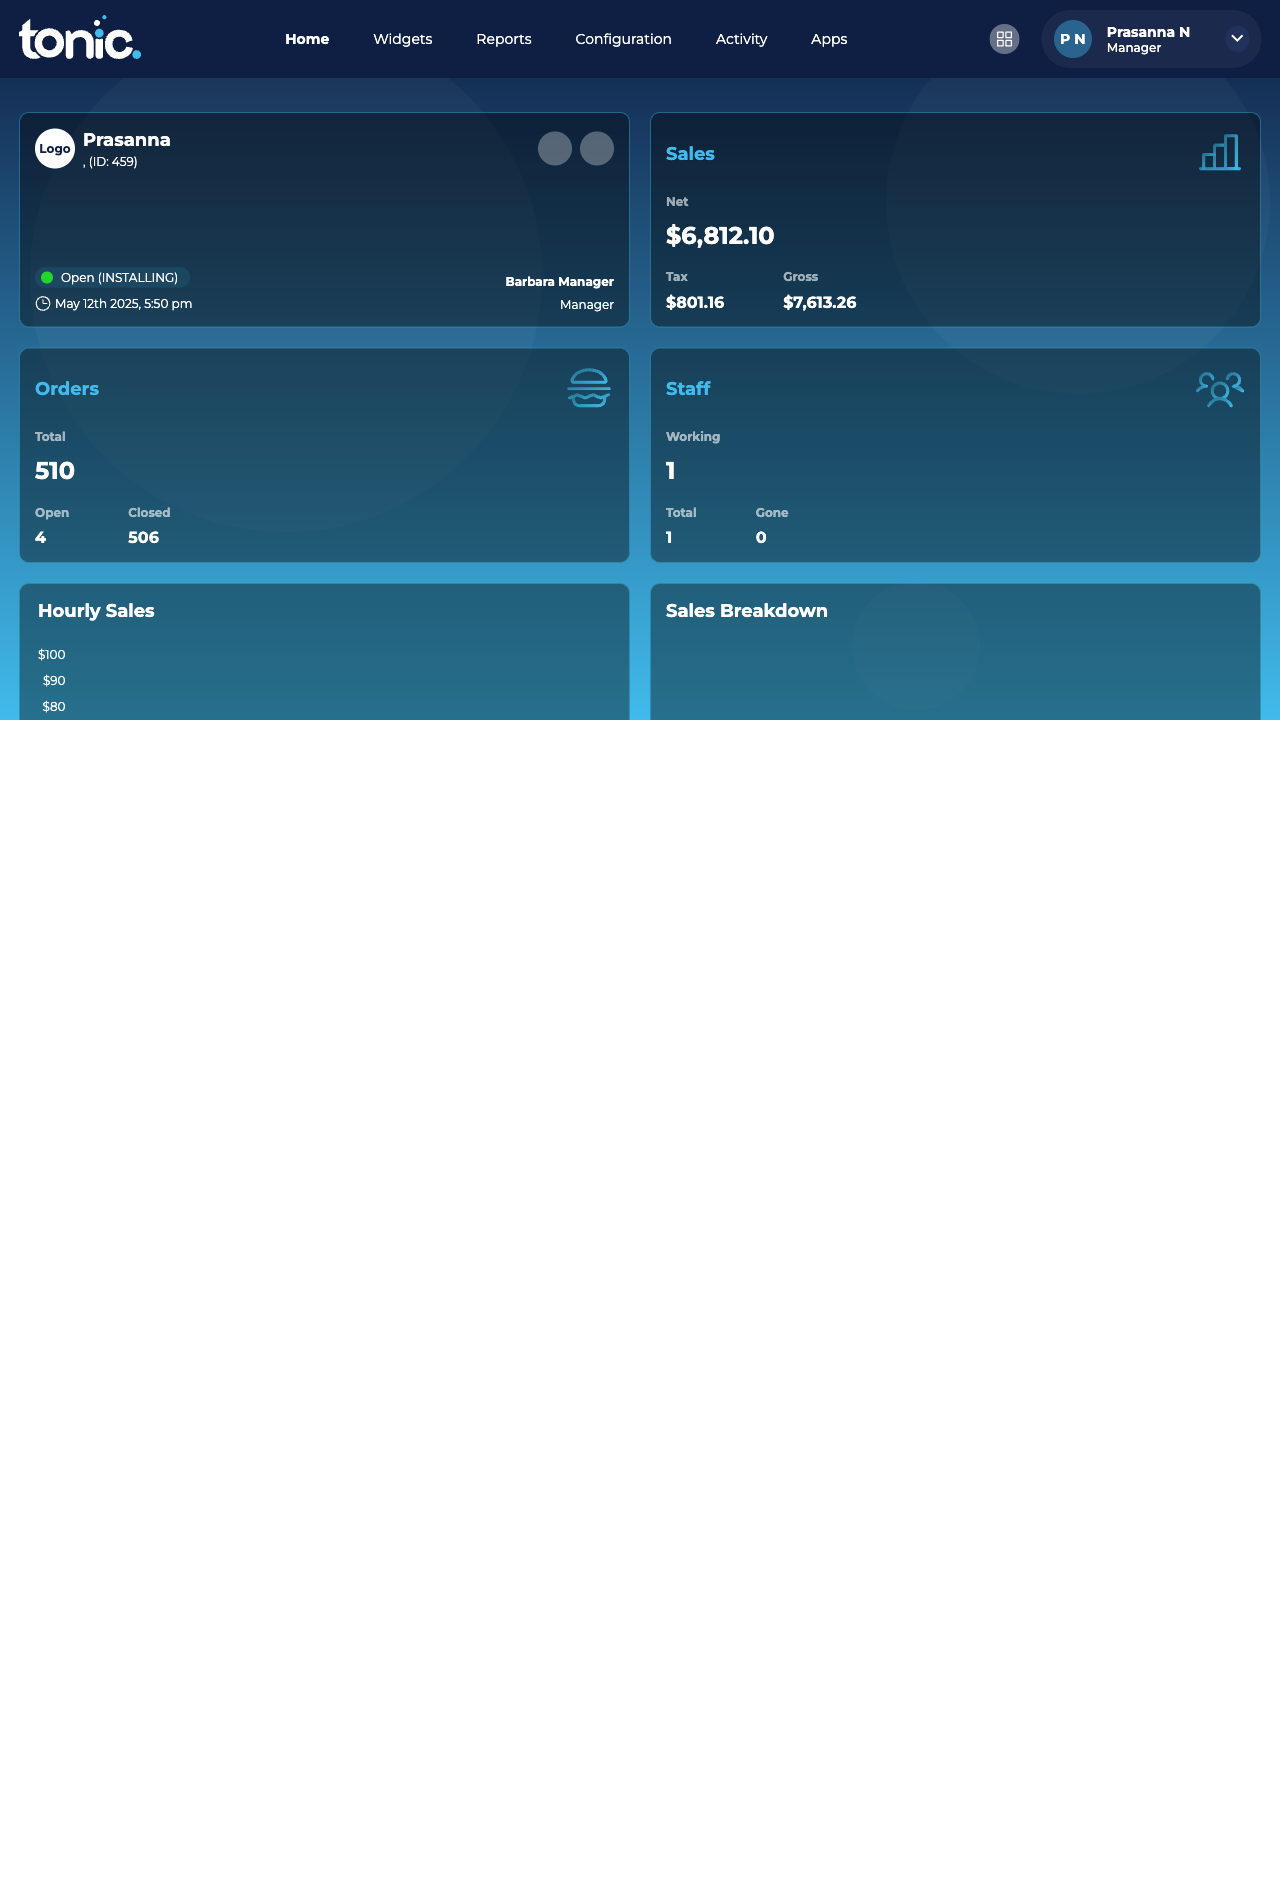 tonic.
Home
Widgets
Reports
Configuration
Activity
Apps
P N
Prasanna N
Manager
Logo
Prasanna
, (ID: 459)
Open (INSTALLING)
May 12th 2025, 5:50 pm
Barbara Manager
Manager
Sales
Net
$6,812.10
Tax
Gross
$801.16
$7,613.26
Orders
Total
510
Open
Closed
4
506
Staff
Working
1
Total
Gone
1
0
Hourly Sales
$100
$90
$80
Sales Breakdown